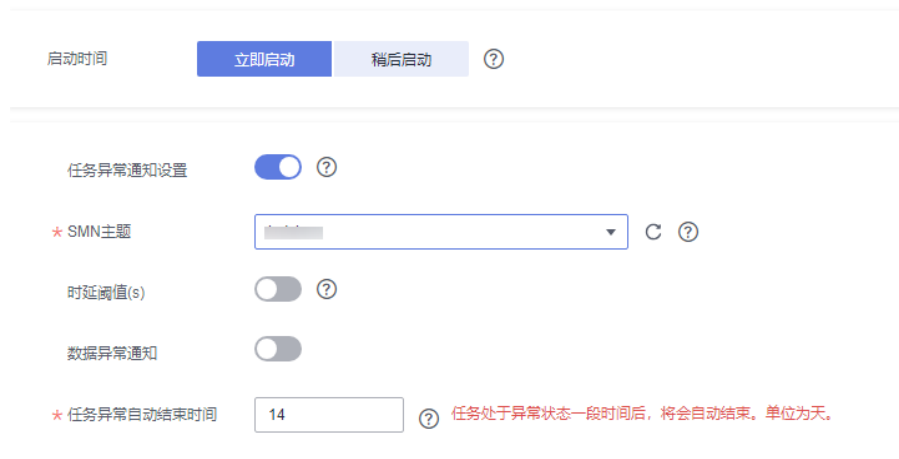 启动时间 立即启动 稍后启动 ?
任务异常通知设置 ?
* SMN主题 ?
时延阈值(s) ?
数据异常通知
* 任务异常自动结束时间 14 ? 任务处于异常状态一段时间后，将会自动结束。单位为天。